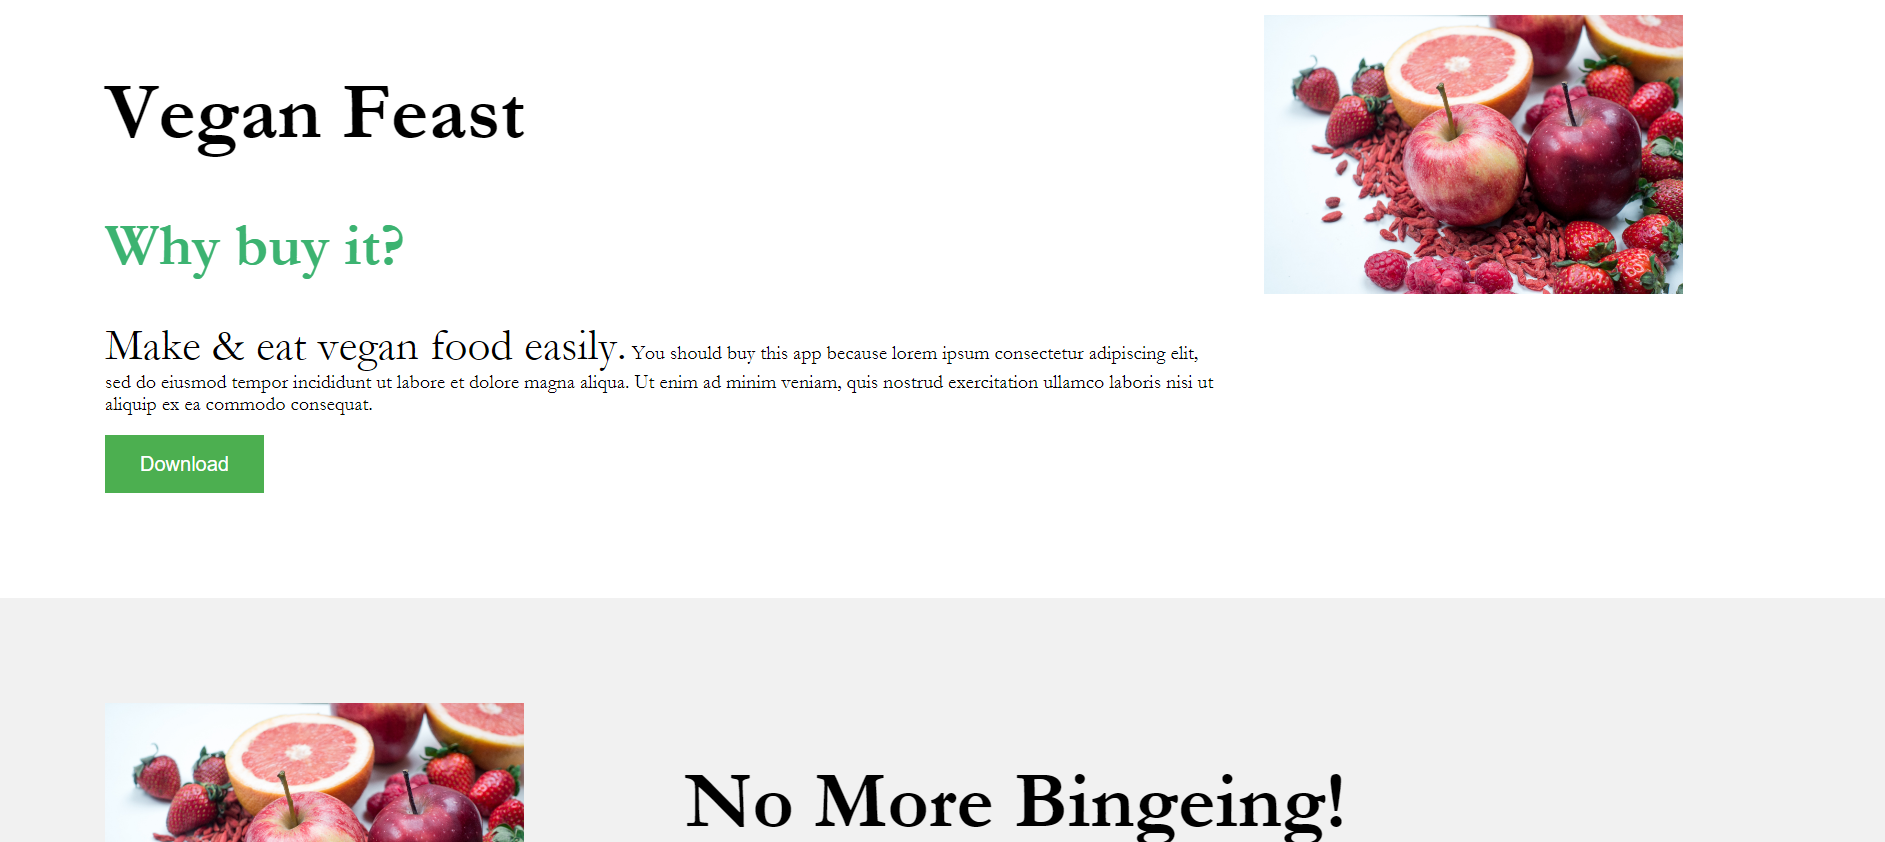 Vegan Feast
Why buy it?
Make & eat vegan food easily. You should buy this app because lorem ipsum consectetur adipiscing elit,
sed do eiusmod tempor incididunt ut labore et dolore magna aliqua. Ut enim ad minim veniam, quis nostrud exercitation ullamco laboris nisi ut
aliquip ex ea commodo consequat.
Download
No More Bingeing!